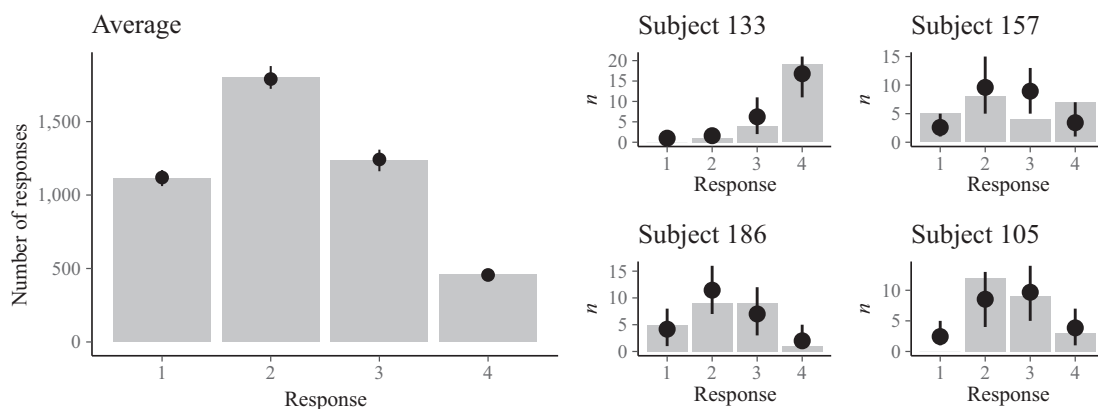 Average
Number of responses
1,500
1,000
500
0
1 2 3 4
Response
Subject 133
n
20
15
10
5
0
1 2 3 4
Response
Subject 157
n
15
10
5
0
1 2 3 4
Response
Subject 186
n
15
10
5
0
1 2 3 4
Response
Subject 105
n
10
5
0
1 2 3 4
Response